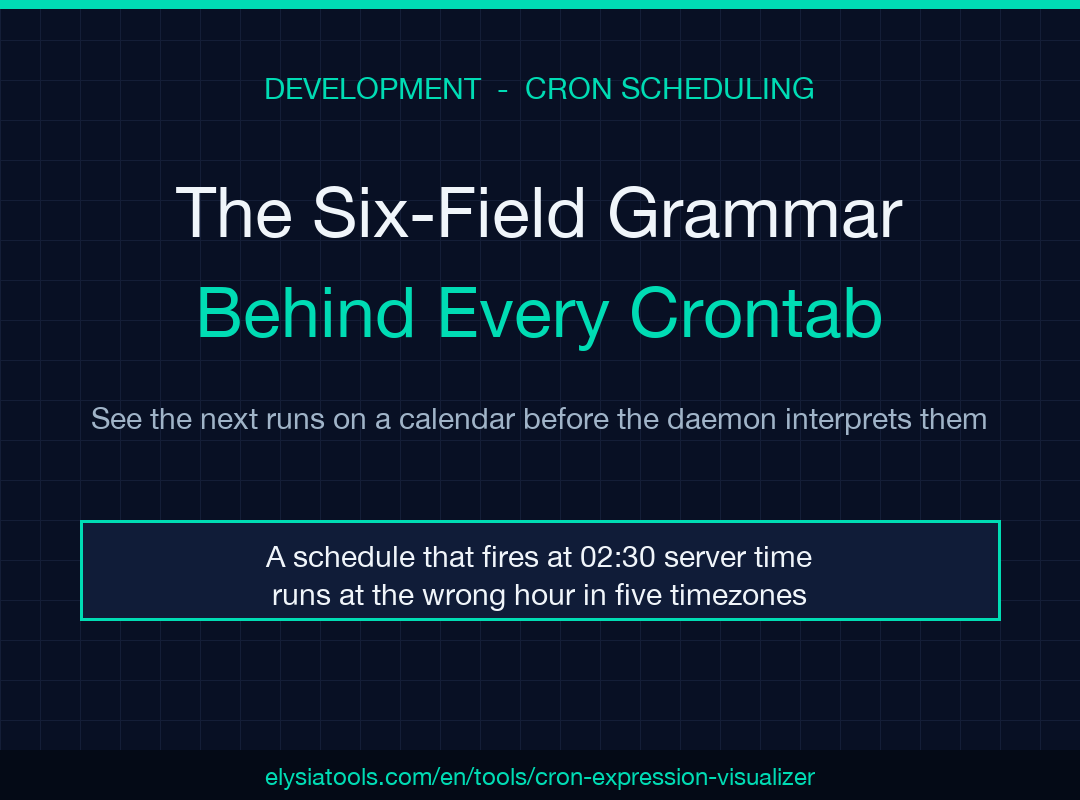 DEVELOPMENT - CRON SCHEDULING
The Six-Field Grammar
Behind Every Crontab
See the next runs on a calendar before the daemon interprets them
A schedule that fires at 02:30 server time
runs at the wrong hour in five timezones
elysiatools.com/en/tools/cron-expression-visualizer